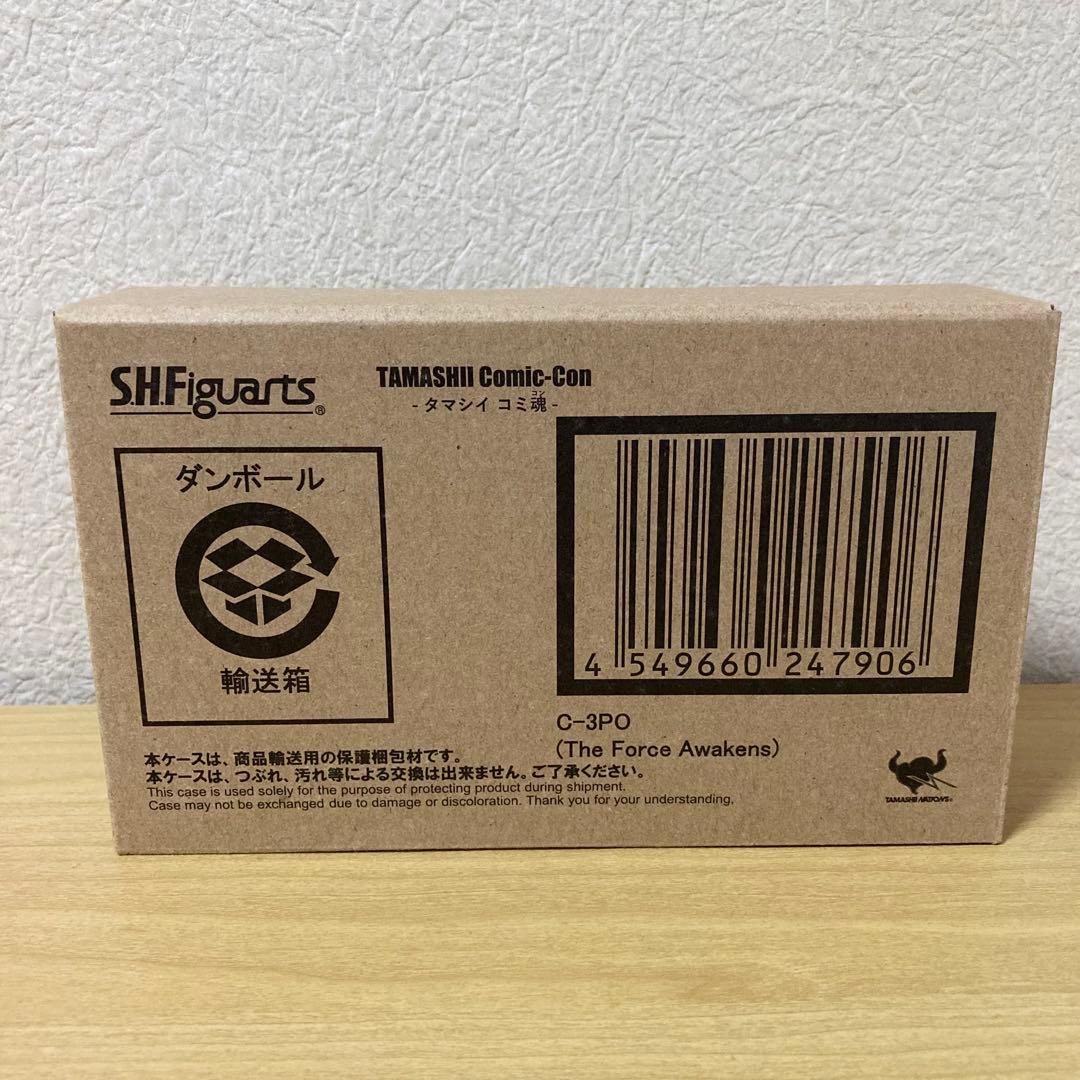 S.H.Figuarts®
TAMASHII Comic-Con
- タマシイ コミ魂 -
コン
ダンボール
輸送箱
4 549660 247906
C-3PO
(The Force Awakens)
本ケースは、商品輸送用の保護梱包材です。
本ケースは、つぶれ、汚れ等による交換は出来ません。ご了承ください。
This case is used solely for the purpose of protecting product during shipment.
Case may not be exchanged due to damage or discoloration. Thank you for your understanding.
TAMASHII NATIONS®